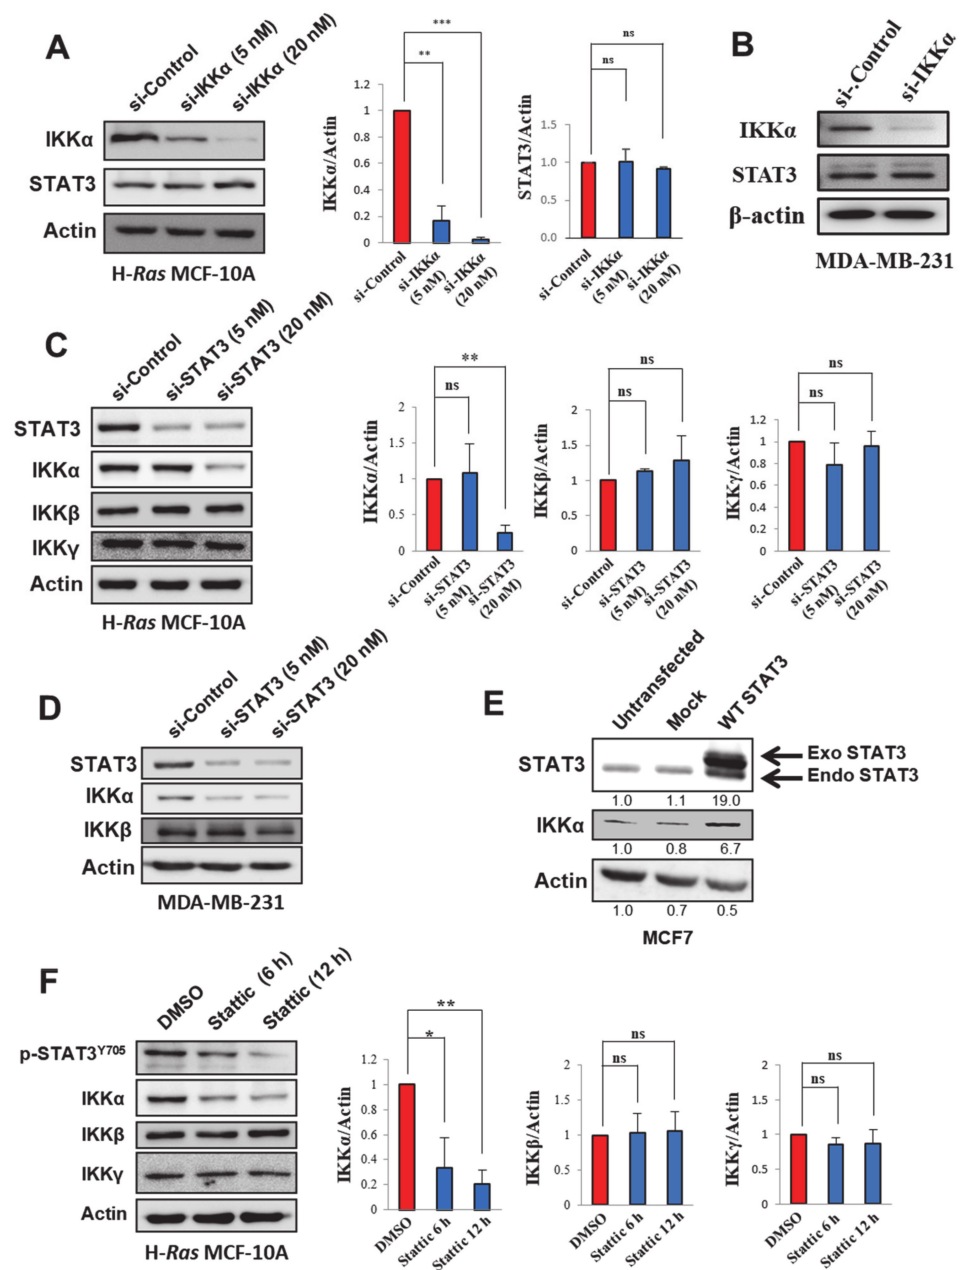 A
si-Control
si-IKKα (5 nM)
si-IKKα (20 nM)
IKKα
STAT3
Actin
H-Ras MCF-10A
***
**
IKKα/Actin
1.2
1
0.8
0.6
0.4
0.2
0
si-Control
si-IKKα
(5 nM)
si-IKKα
(20 nM)
ns
ns
STAT3/Actin
1.5
1.0
0.5
0.0
si-Control
si-IKKα
(5 nM)
si-IKKα
(20 nM)
B
si-.Control
si-IKKα
IKKα
STAT3
β-actin
MDA-MB-231
C
si-Control
si-STAT3 (5 nM)
si-STAT3 (20 nM)
STAT3
IKKα
IKKβ
IKKγ
Actin
H-Ras MCF-10A
**
ns
IKKα/Actin
2
1.5
1
0.5
0
si-Control
si-STAT3
(5 nM)
si-STAT3
(20 nM)
ns
ns
IKKβ/Actin
2
1.5
1
0.5
0
si-Control
si-STAT3
(5 nM)
si-STAT3
(20 nM)
ns
ns
IKKγ/Actin
1.2
1
0.8
0.6
0.4
0.2
0
si-Control
si-STAT3
(5 nM)
si-STAT3
(20 nM)
D
si-Control
si-STAT3 (5 nM)
si-STAT3 (20 nM)
STAT3
IKKα
IKKβ
Actin
MDA-MB-231
E
Untransfected
Mock
WT STAT3
STAT3
Exo STAT3
Endo STAT3
1.0 1.1 19.0
IKKα
1.0 0.8 6.7
Actin
1.0 0.7 0.5
MCF7
F
DMSO
Stattic (6 h)
Stattic (12 h)
p-STAT3Y705
IKKα
IKKβ
IKKγ
Actin
H-Ras MCF-10A
**
*
IKKα/Actin
1.2
1
0.8
0.6
0.4
0.2
0
DMSO
Stattic 6 h
Stattic 12 h
ns
ns
IKKβ/Actin
2
1.5
1
0.5
0
DMSO
Stattic 6 h
Stattic 12 h
ns
ns
IKKγ/Actin
2
1.5
1
0.5
0
DMSO
Stattic 6 h
Stattic 12 h